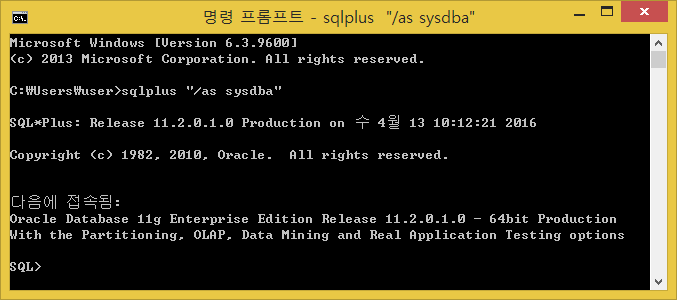 명령 프롬프트 - sqlplus  "/as sysdba"
Microsoft Windows [Version 6.3.9600]
(c) 2013 Microsoft Corporation. All rights reserved.
C:₩Users₩user>sqlplus "/as sysdba"
SQL*Plus: Release 11.2.0.1.0 Production on 수 4월 13 10:12:21 2016
Copyright (c) 1982, 2010, Oracle.  All rights reserved.
다음에 접속됨:
Oracle Database 11g Enterprise Edition Release 11.2.0.1.0 - 64bit Production
With the Partitioning, OLAP, Data Mining and Real Application Testing options
SQL>